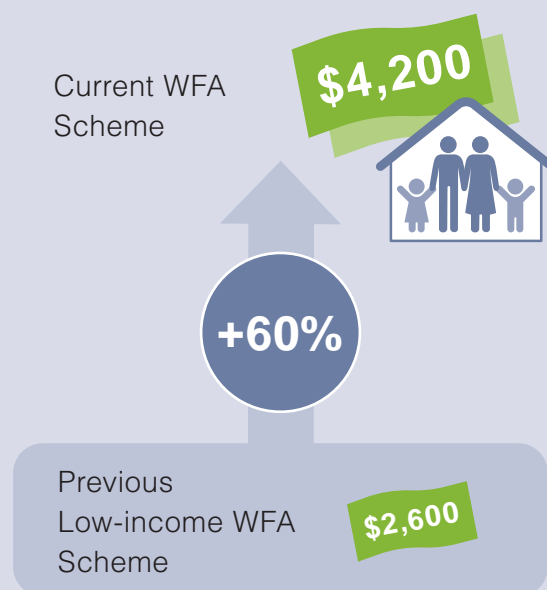 Current WFA
Scheme
$4,200
+60%
Previous
Low-income WFA
Scheme
$2,600